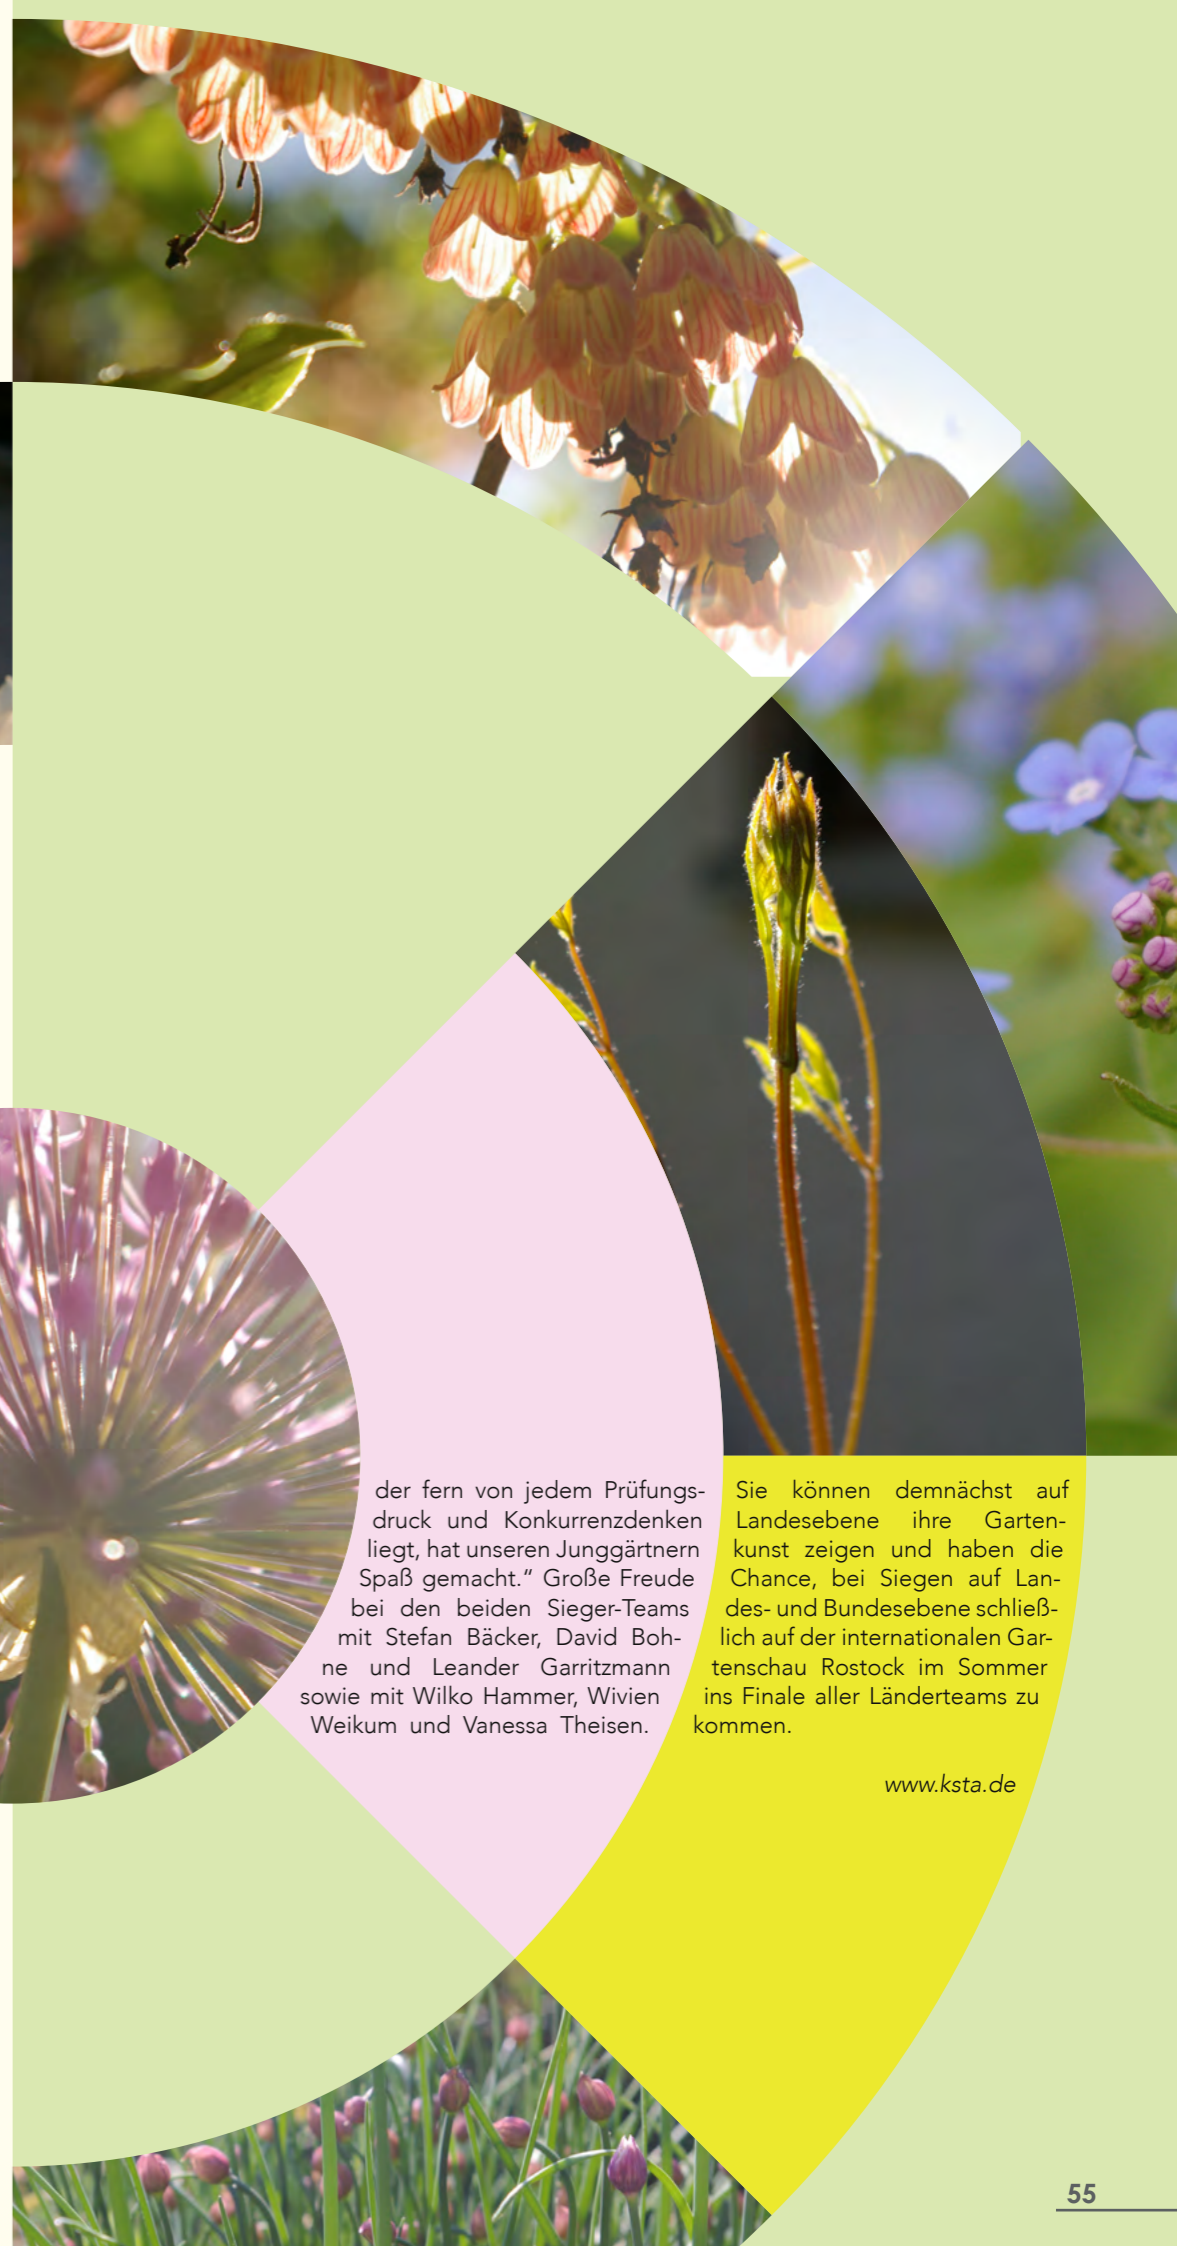 der fern von jedem Prüfungs-
druck und Konkurrenzdenken
liegt, hat unseren Junggärtnern
Spaß gemacht.“ Große Freude
bei den beiden Sieger-Teams
mit Stefan Bäcker, David Boh-
ne und Leander Garritzmann
sowie mit Wilko Hammer, Wivien
Weikum und Vanessa Theisen.
Sie können demnächst auf
Landesebene ihre Garten-
kunst zeigen und haben die
Chance, bei Siegen auf Lan-
des- und Bundesebene schließ-
lich auf der internationalen Gar-
tenschau Rostock im Sommer
ins Finale aller Länderteams zu
kommen.
www.ksta.de
55